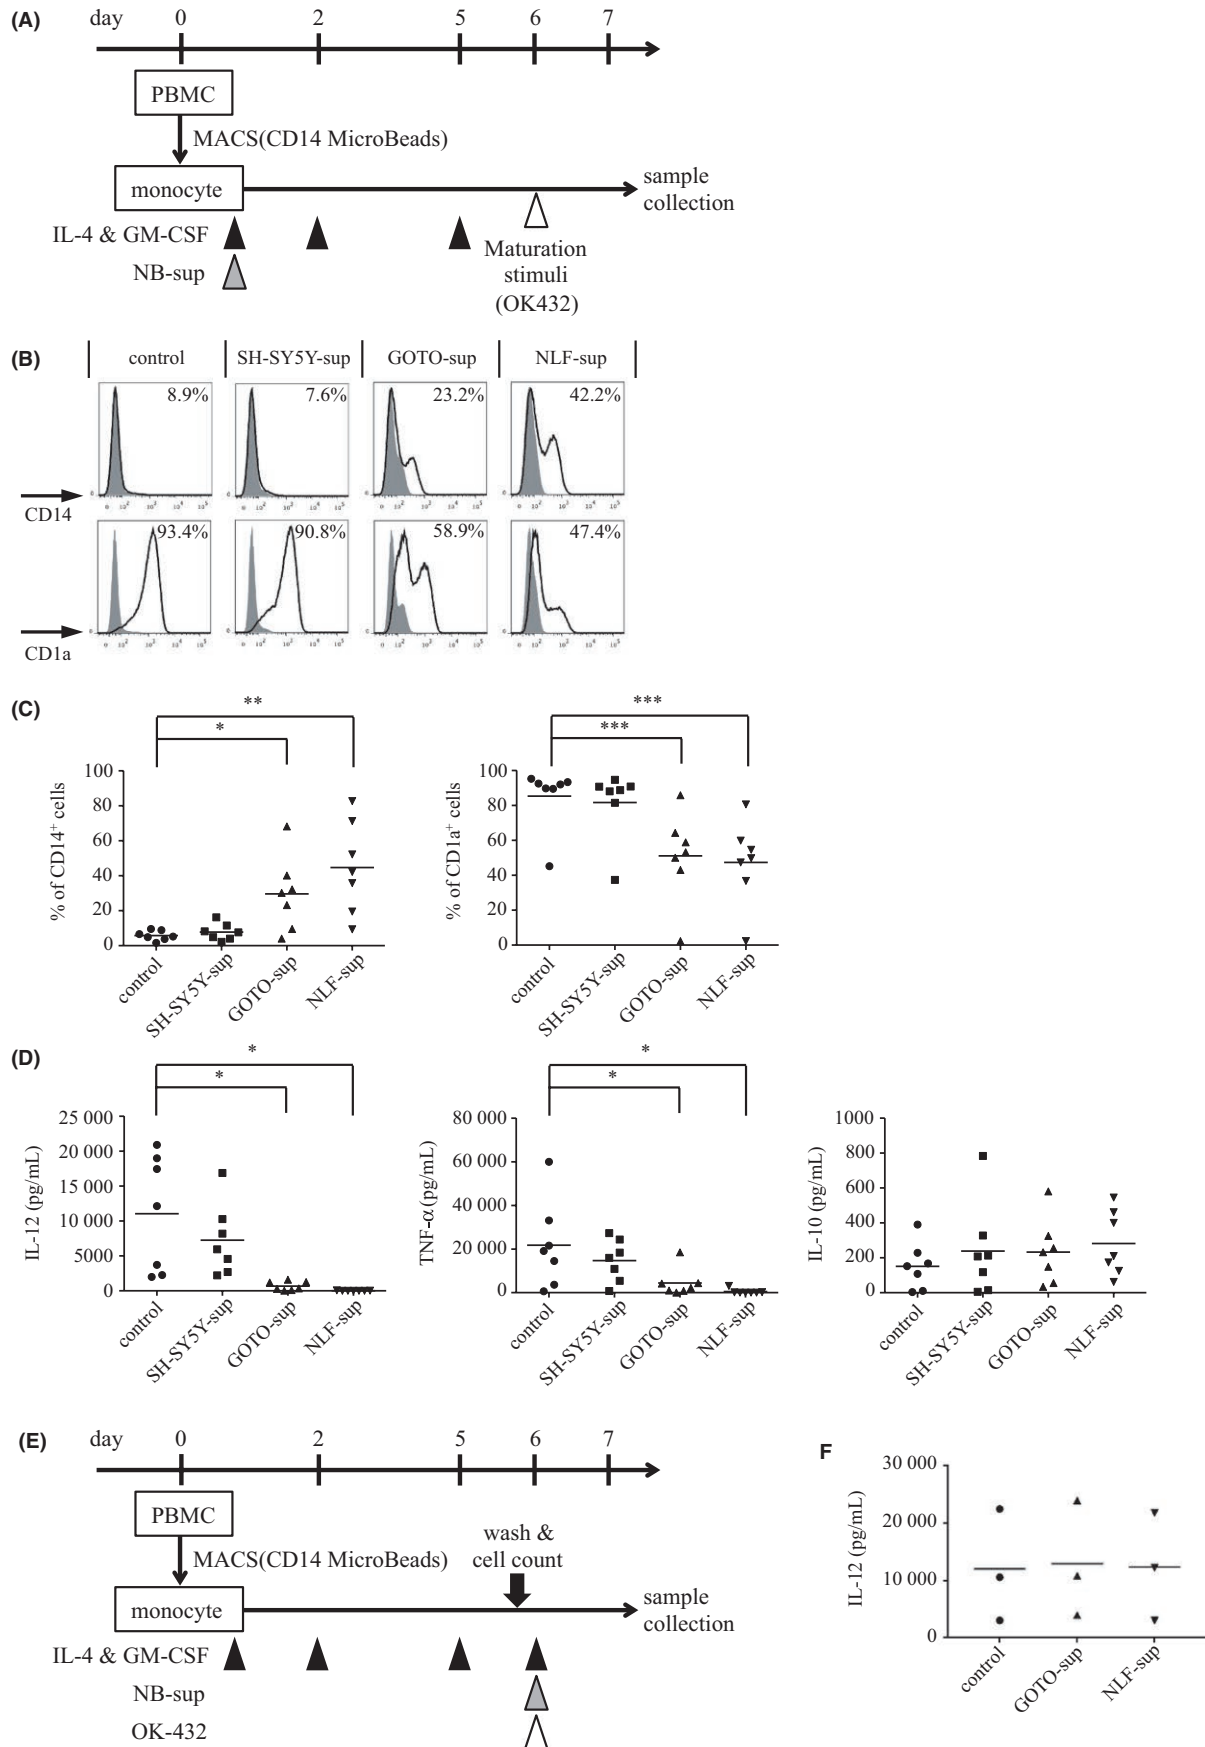 (A)
day 0 2 5 6 7
PBMC
MACS(CD14 MicroBeads)
monocyte
sample
collection
IL-4 & GM-CSF
NB-sup
Maturation
stimuli
(OK432)
(B)
control SH-SY5Y-sup GOTO-sup NLF-sup
8.9% 7.6% 23.2% 42.2%
CD14
93.4% 90.8% 58.9% 47.4%
CD1a
(C)
** ***
* ***
% of CD14+ cells
100
80
60
40
20
0
control SH-SY5Y-sup GOTO-sup NLF-sup
% of CD1a+ cells
100
80
60
40
20
0
control SH-SY5Y-sup GOTO-sup NLF-sup
(D)
* *
* *
IL-12 (pg/mL)
25 000
20 000
15 000
10 000
5000
0
control SH-SY5Y-sup GOTO-sup NLF-sup
TNF-α (pg/mL)
80 000
60 000
40 000
20 000
0
control SH-SY5Y-sup GOTO-sup NLF-sup
IL-10 (pg/mL)
1000
800
600
400
200
0
control SH-SY5Y-sup GOTO-sup NLF-sup
(E)
day 0 2 5 6 7
PBMC
MACS(CD14 MicroBeads)
wash &
cell count
monocyte
sample
collection
IL-4 & GM-CSF
NB-sup
OK-432
F
IL-12 (pg/mL)
30 000
20 000
10 000
0
control GOTO-sup NLF-sup